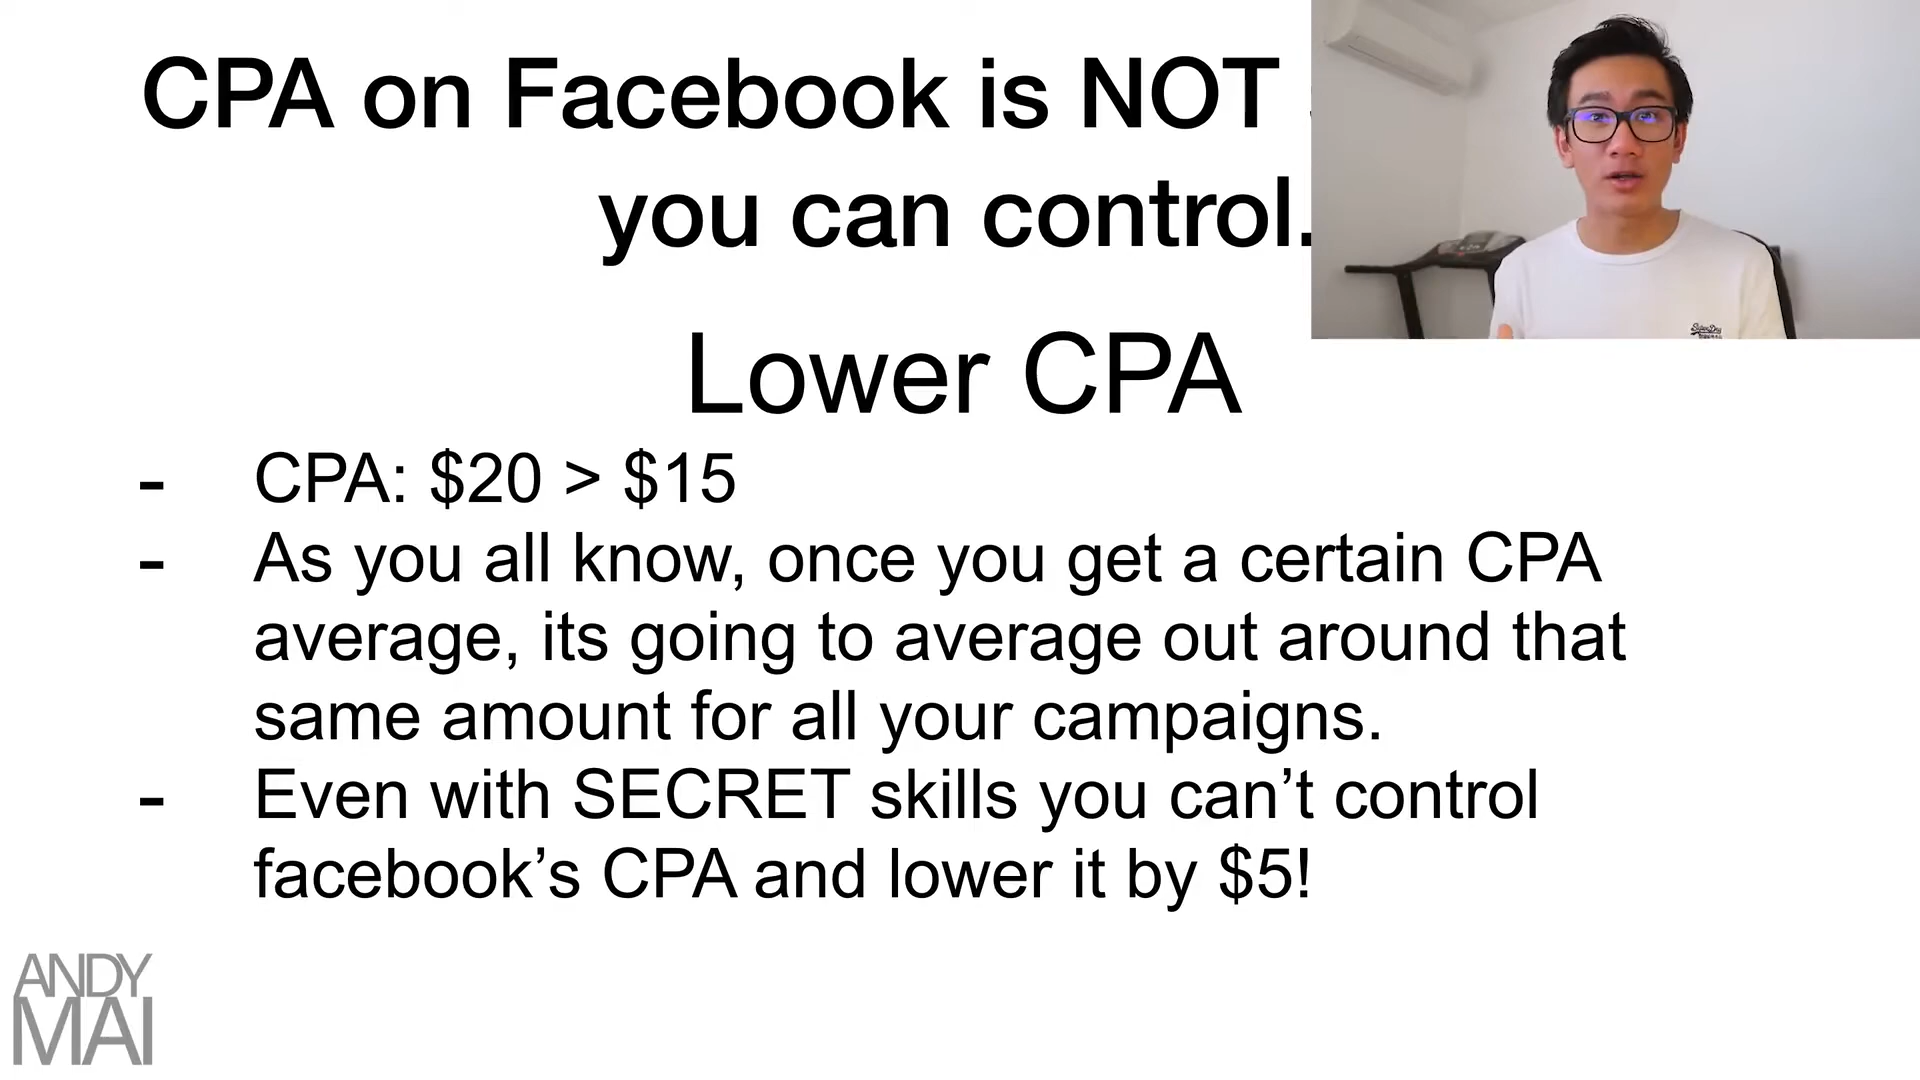 CPA on Facebook is NOT
you can control.
Lower CPA
- CPA: $20 > $15
- As you all know, once you get a certain CPA
average, its going to average out around that
same amount for all your campaigns.
- Even with SECRET skills you can’t control
facebook’s CPA and lower it by $5!
ANDY
MAI